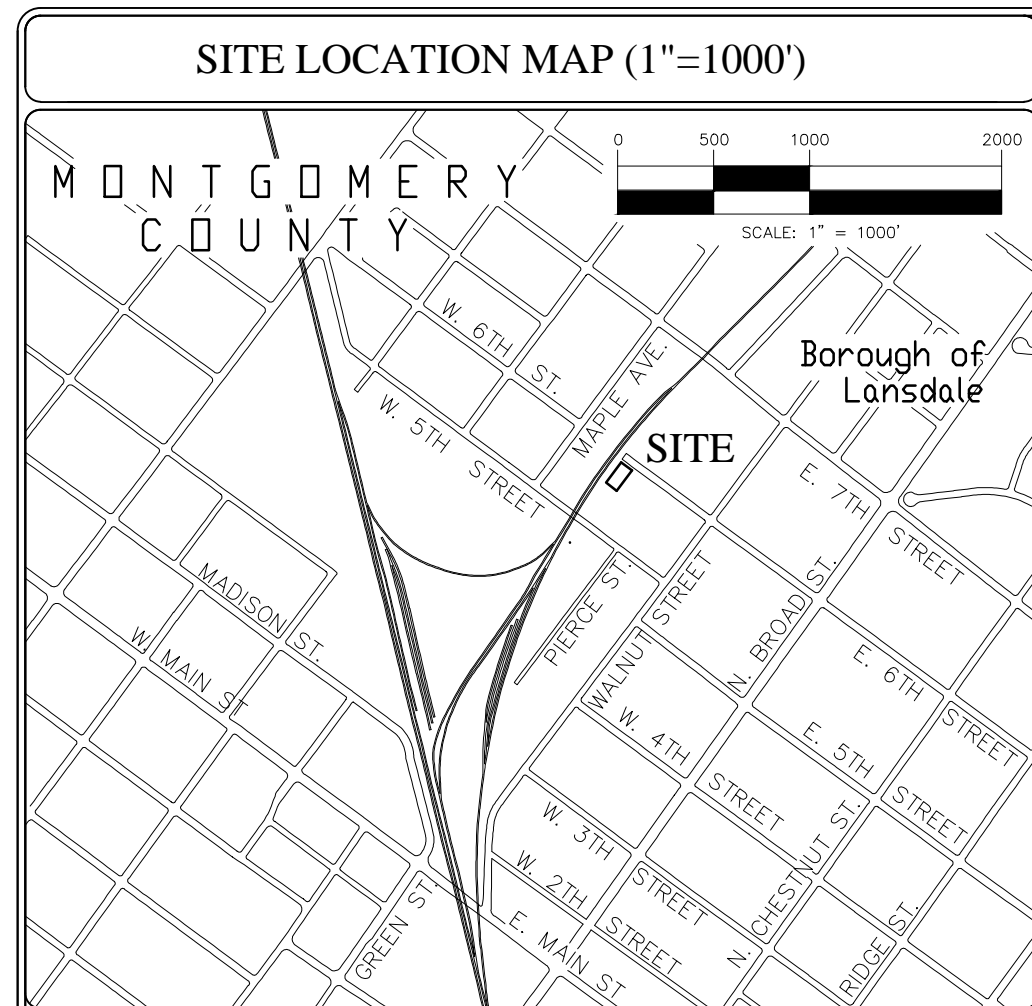 SITE LOCATION MAP (1"=1000')
0 500 1000 2000
SCALE: 1" = 1000'
MONTGOMERY
COUNTY
Borough of
Lansdale
SITE
W. 6TH
ST.
MAPLE AVE.
W. 5TH
STREET
E. 7TH
STREET
MADISON
ST.
W. MAIN ST
PIERCE ST.
WALNUT
STREET
N. BROAD
ST.
E. 6TH
STREET
W. 4TH
STREET
E. 5TH
STREET
W. 3TH
STREET
W. 2TH
STREET
N. CHESTNUT ST.
GREEN ST.
E. MAIN ST
RIDGE ST.